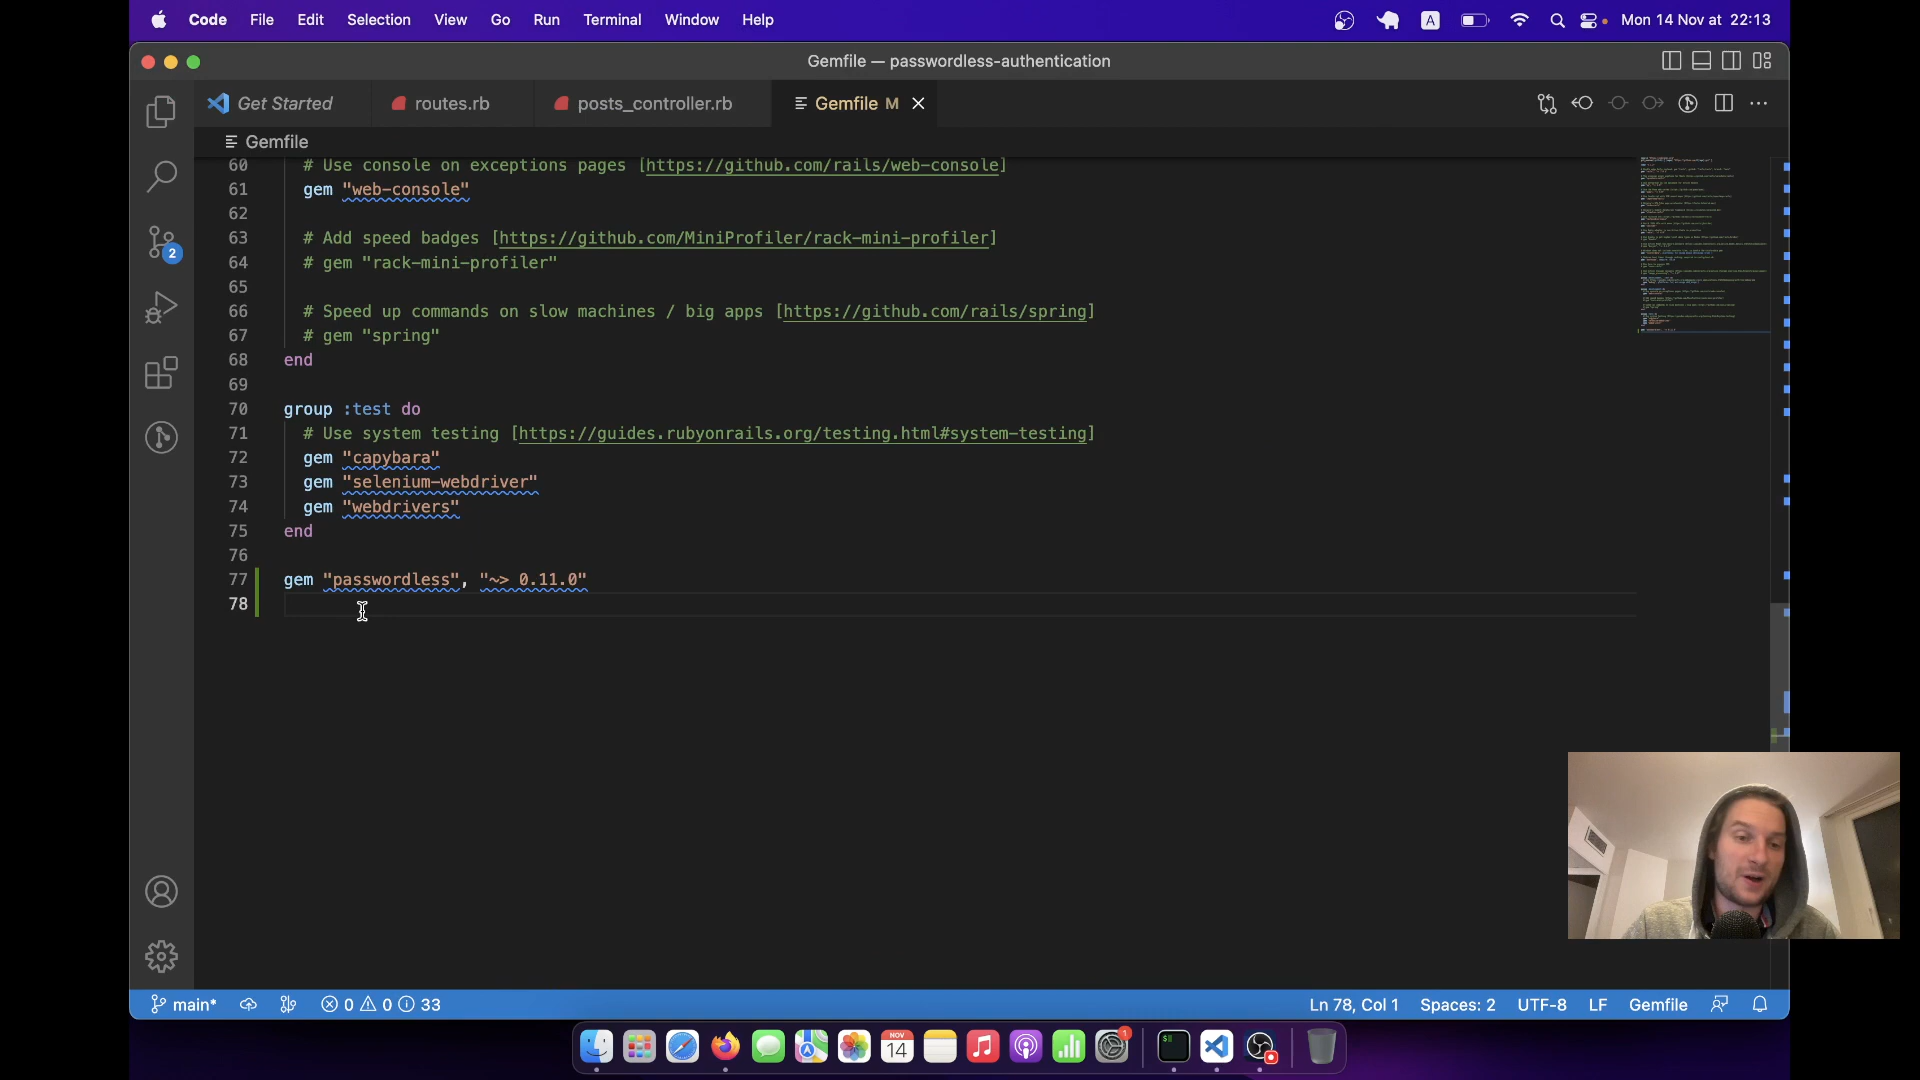 Code File Edit Selection View Go Run Terminal Window Help A Mon 14 Nov at 22:13
Gemfile — passwordless-authentication
Get Started routes.rb posts_controller.rb Gemfile M
Gemfile
60 # Use console on exceptions pages [https://github.com/rails/web-console]
61 gem "web-console"
62
63 # Add speed badges [https://github.com/MiniProfiler/rack-mini-profiler]
64 # gem "rack-mini-profiler"
65
66 # Speed up commands on slow machines / big apps [https://github.com/rails/spring]
67 # gem "spring"
68 end
69
70 group :test do
71 # Use system testing [https://guides.rubyonrails.org/testing.html#system-testing]
72 gem "capybara"
73 gem "selenium-webdriver"
74 gem "webdrivers"
75 end
76
77 gem "passwordless", "~> 0.11.0"
78
2
main* 0 0 33 Ln 78, Col 1 Spaces: 2 UTF-8 LF Gemfile
NOV
14
1
$